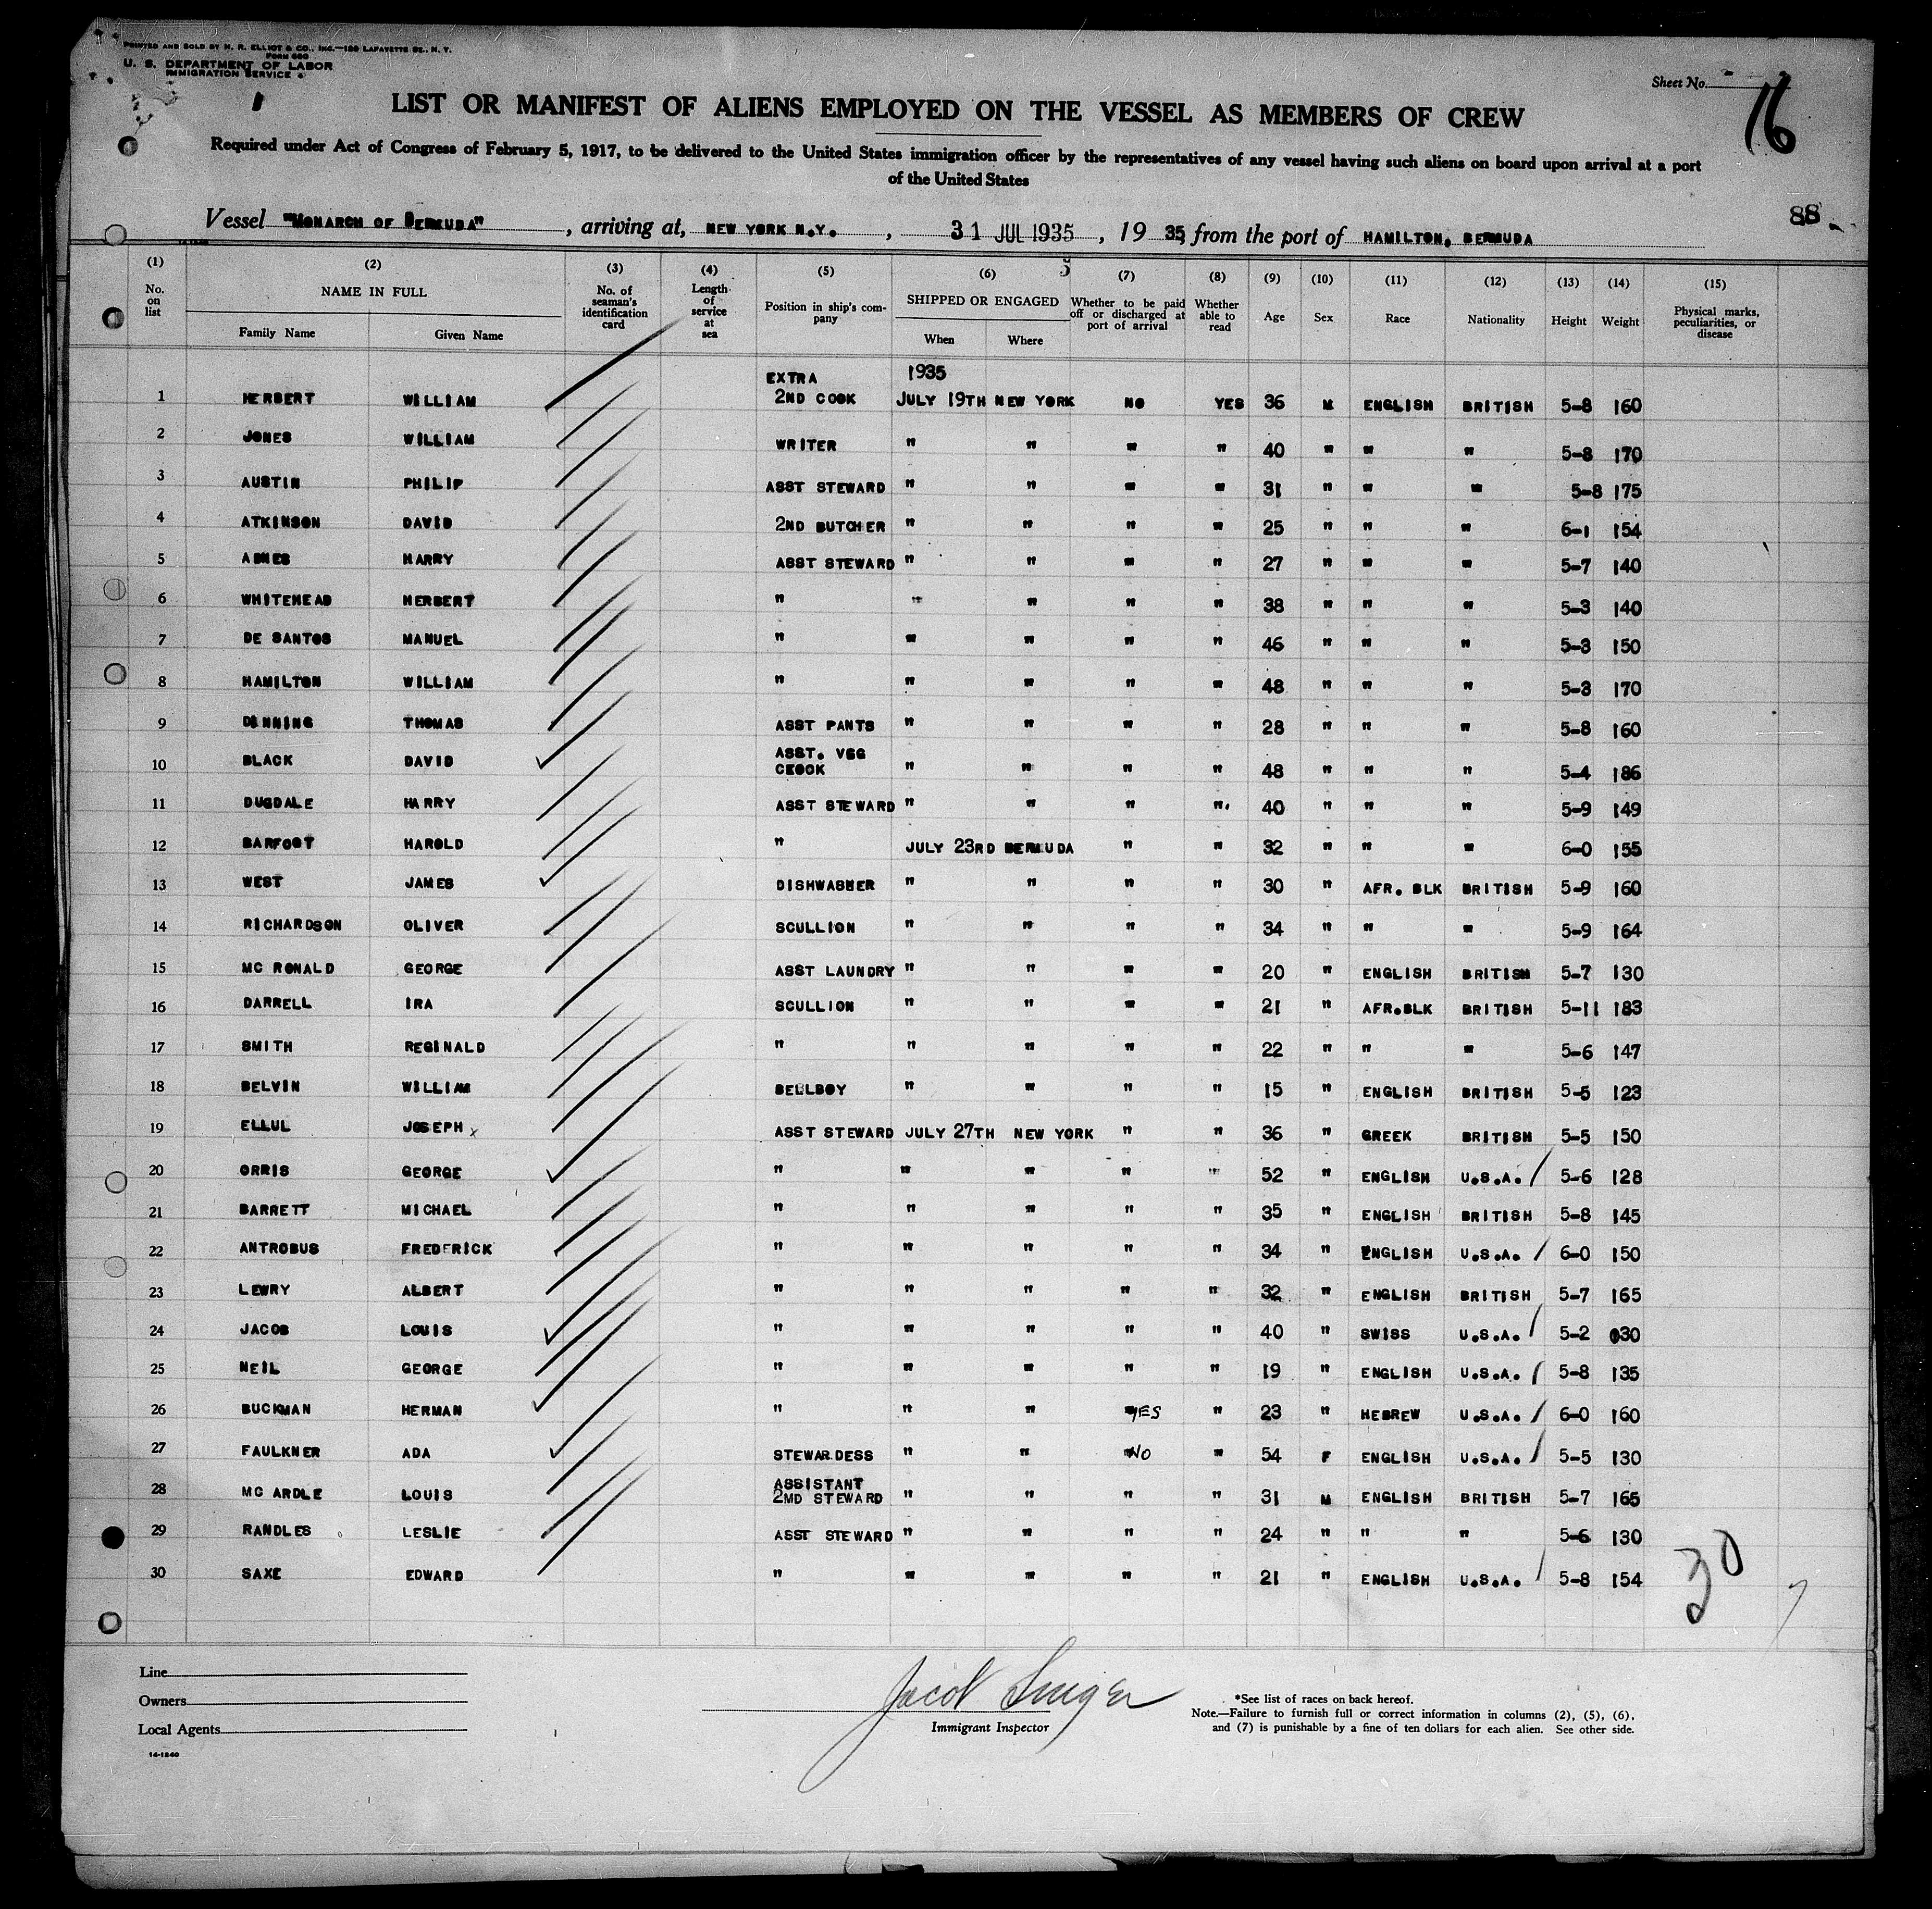 PRINTED AND SOLD BY M. R. ELLIOT & CO., INC.—129 LAFAYETTE ST., N. Y.
Form 680
U. S. DEPARTMENT OF LABOR
IMMIGRATION SERVICE
Sheet No. 16
LIST OR MANIFEST OF ALIENS EMPLOYED ON THE VESSEL AS MEMBERS OF CREW
Required under Act of Congress of February 5, 1917, to be delivered to the United States immigration officer by the representatives of any vessel having such aliens on board upon arrival at a port
of the United States
88
Vessel "MONARCH OF BERMUDA", arriving at, NEW YORK N.Y., 31 JUL 1935, 19 35, from the port of HAMILTON, BERMUDA
(1) (2) (3) (4) (5) (6) (7) (8) (9) (10) (11) (12) (13) (14) (15)
No. on list NAME IN FULL Family Name Given Name No. of seaman's identification card Length of service at sea Position in ship's company SHIPPED OR ENGAGED When Where Whether to be paid off or discharged at port of arrival Whether able to read Age Sex Race Nationality Height Weight Physical marks, peculiarities, or disease
EXTRA 1935
1 HERBERT WILLIAM 2ND COOK JULY 19TH NEW YORK NO YES 36 M ENGLISH BRITISH 5-8 160
2 JONES WILLIAM WRITER " " " " 40 " " " 5-8 170
3 AUSTIN PHILIP ASST STEWARD " " " " 31 " " " 5-8 175
4 ATKINSON DAVID 2ND BUTCHER " " " " 25 " " " 6-1 154
5 HARRY ASST STEWARD " " " " 27 " " " 5-7 140
6 WHITEHEAD HERBERT " " " " " 38 " " " 5-3 140
7 DE SANTOS MANUEL " " " " " 46 " " " 5-3 150
8 HAMILTON WILLIAM " " " " " 48 " " " 5-3 170
9 DINNING THOMAS ASST PANTS " " " " 28 " " " 5-8 160
ASST. VEG
10 BLACK DAVID CKOOK " " " " 48 " " " 5-4 186
11 DUGDALE HARRY ASST STEWARD " " " " 40 " " " 5-9 149
12 BARFOOT HAROLD " JULY 23RD BERMUDA " " 32 " " " 6-0 155
13 WEST JAMES DISHWASHER " " " " 30 " AFR. BLK BRITISH 5-9 160
14 RICHARDSON OLIVER SCULLION " " " " 34 " " " 5-9 164
15 MC RONALD GEORGE ASST LAUNDRY " " " " 20 " ENGLISH BRITISH 5-7 130
16 DARRELL IRA SCULLION " " " " 21 " AFR.BLK BRITISH 5-11 183
17 SMITH REGINALD " " " " " 22 " " " 5-6 147
18 BELVIN WILLIAM BELLBOY " " " " 15 " ENGLISH BRITISH 5-5 123
19 ELLUL JOSEPH x ASST STEWARD JULY 27TH NEW YORK " " 36 " GREEK BRITISH 5-5 150
20 ORRIS GEORGE " " " " " 52 " ENGLISH U.S.A. 5-6 128
21 BARRETT MICHAEL " " " " " 35 " ENGLISH BRITISH 5-8 145
22 ANTROBUS FREDERICK " " " " " 34 " ENGLISH U.S.A. 6-0 150
23 LEWRY ALBERT " " " " " 32 " ENGLISH BRITISH 5-7 165
24 JACOB LOUIS " " " " " 40 " SWISS U.S.A. 5-2 130
25 NEIL GEORGE " " " " " 19 " ENGLISH U.S.A. 5-8 135
26 BUCKMAN HERMAN " " " YES " 23 " HEBREW U.S.A. 6-0 160
27 FAULKNER ADA STEWARDESS " " NO " 54 F ENGLISH U.S.A. 5-5 130
ASSISTANT
28 MC ARDLE LOUIS 2MD STEWARD " " " " 31 M ENGLISH BRITISH 5-7 165
29 RANDLES LESLIE ASST STEWARD " " " " 24 " " " 5-6 130
30 SAXE EDWARD " " " " " 21 " ENGLISH U.S.A. 5-8 154
30
Line
Owners
Local Agents
14-1240
Jacob Singer
Immigrant Inspector
*See list of races on back hereof.
Note.—Failure to furnish full or correct information in columns (2), (5), (6),
and (7) is punishable by a fine of ten dollars for each alien. See other side.